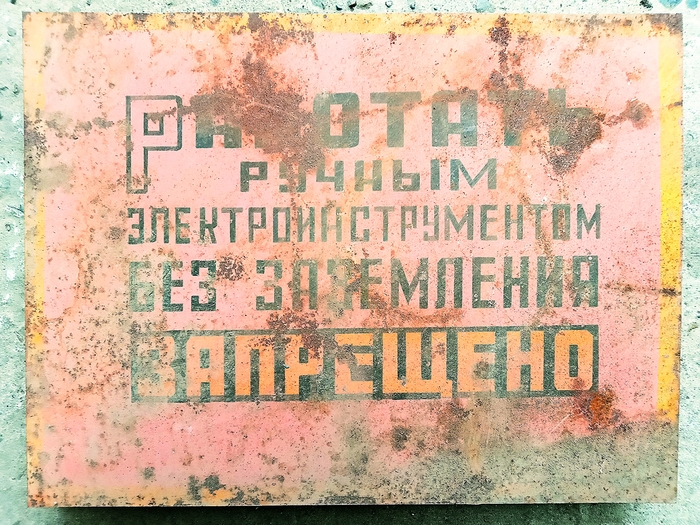 РАБОТАТЬ
РУЧНЫМ
ЭЛЕКТРОИНСТРУМЕНТОМ
БЕЗ ЗАЗЕМЛЕНИЯ
ЗАПРЕЩЕНО